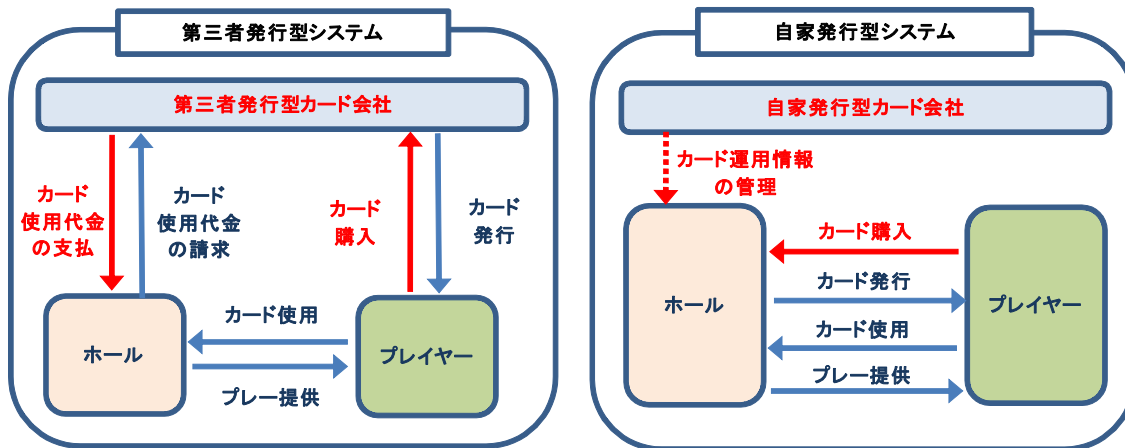 第三者発行型システム
第三者発行型カード会社
カード
使用代金
の支払
カード
使用代金
の請求
カード
購入
カード
発行
ホール
カード使用
プレー提供
プレイヤー
自家発行型システム
自家発行型カード会社
カード運用情報
の管理
ホール
カード購入
カード発行
カード使用
プレー提供
プレイヤー